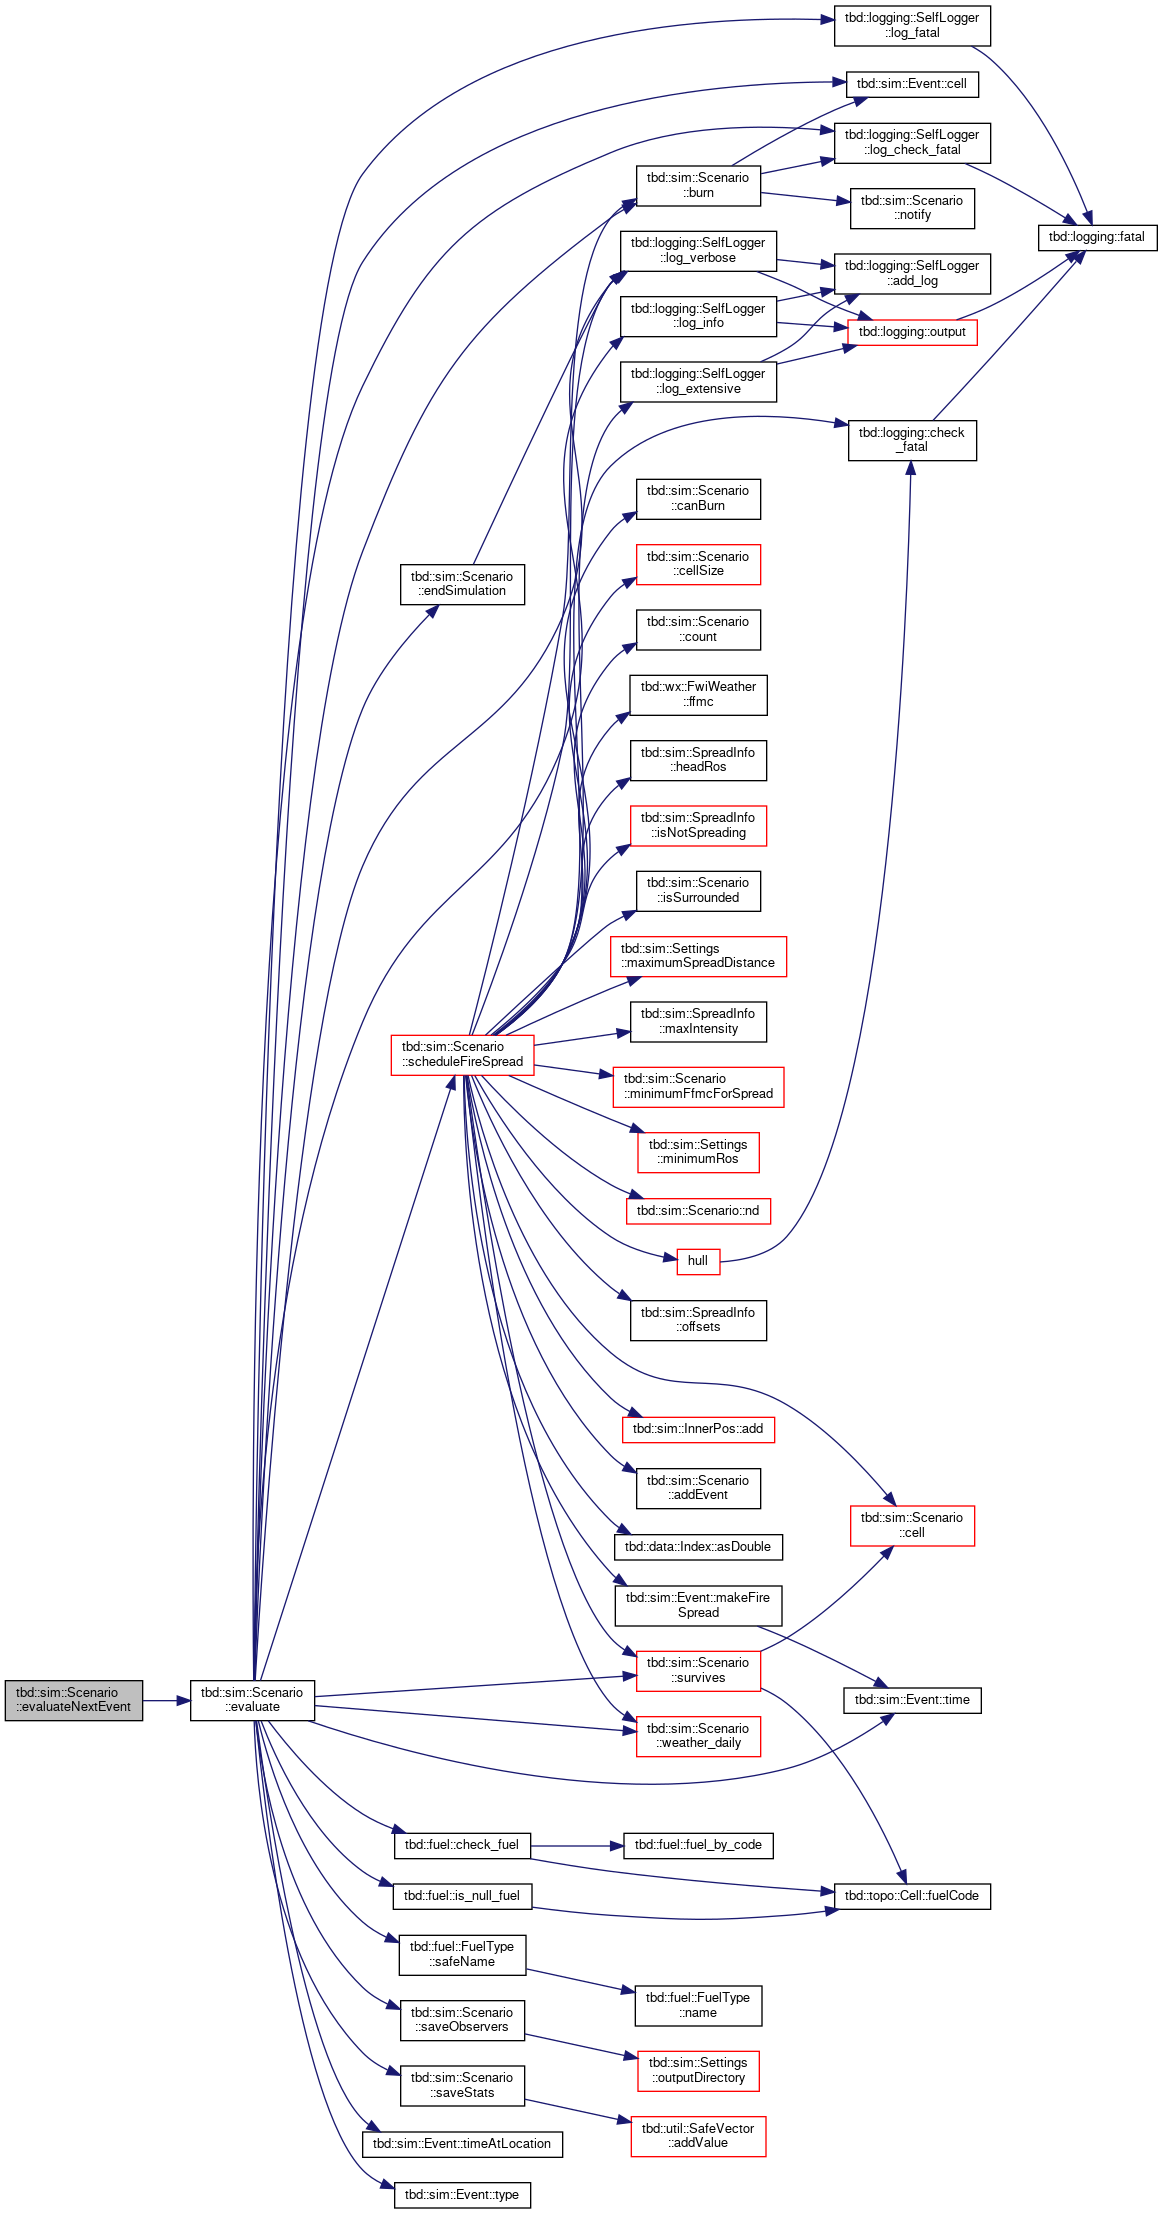 tbd::logging::SelfLogger
::log_fatal
tbd::sim::Event::cell
tbd::logging::SelfLogger
::log_check_fatal
tbd::sim::Scenario
::burn
tbd::sim::Scenario
::notify
tbd::logging::fatal
tbd::logging::SelfLogger
::log_verbose
tbd::logging::SelfLogger
::add_log
tbd::logging::SelfLogger
::log_info
tbd::logging::output
tbd::logging::SelfLogger
::log_extensive
tbd::logging::check
_fatal
tbd::sim::Scenario
::canBurn
tbd::sim::Scenario
::cellSize
tbd::sim::Scenario
::endSimulation
tbd::sim::Scenario
::count
tbd::wx::FwiWeather
::ffmc
tbd::sim::SpreadInfo
::headRos
tbd::sim::SpreadInfo
::isNotSpreading
tbd::sim::Scenario
::isSurrounded
tbd::sim::Settings
::maximumSpreadDistance
tbd::sim::SpreadInfo
::maxIntensity
tbd::sim::Scenario
::scheduleFireSpread
tbd::sim::Scenario
::minimumFfmcForSpread
tbd::sim::Settings
::minimumRos
tbd::sim::Scenario::nd
hull
tbd::sim::SpreadInfo
::offsets
tbd::sim::InnerPos::add
tbd::sim::Scenario
::addEvent
tbd::sim::Scenario
::cell
tbd::data::Index::asDouble
tbd::sim::Event::makeFire
Spread
tbd::sim::Scenario
::survives
tbd::sim::Scenario
::evaluateNextEvent
tbd::sim::Scenario
::evaluate
tbd::sim::Event::time
tbd::sim::Scenario
::weather_daily
tbd::fuel::check_fuel
tbd::fuel::fuel_by_code
tbd::fuel::is_null_fuel
tbd::topo::Cell::fuelCode
tbd::fuel::FuelType
::safeName
tbd::fuel::FuelType
::name
tbd::sim::Scenario
::saveObservers
tbd::sim::Settings
::outputDirectory
tbd::sim::Scenario
::saveStats
tbd::util::SafeVector
::addValue
tbd::sim::Event::timeAtLocation
tbd::sim::Event::type